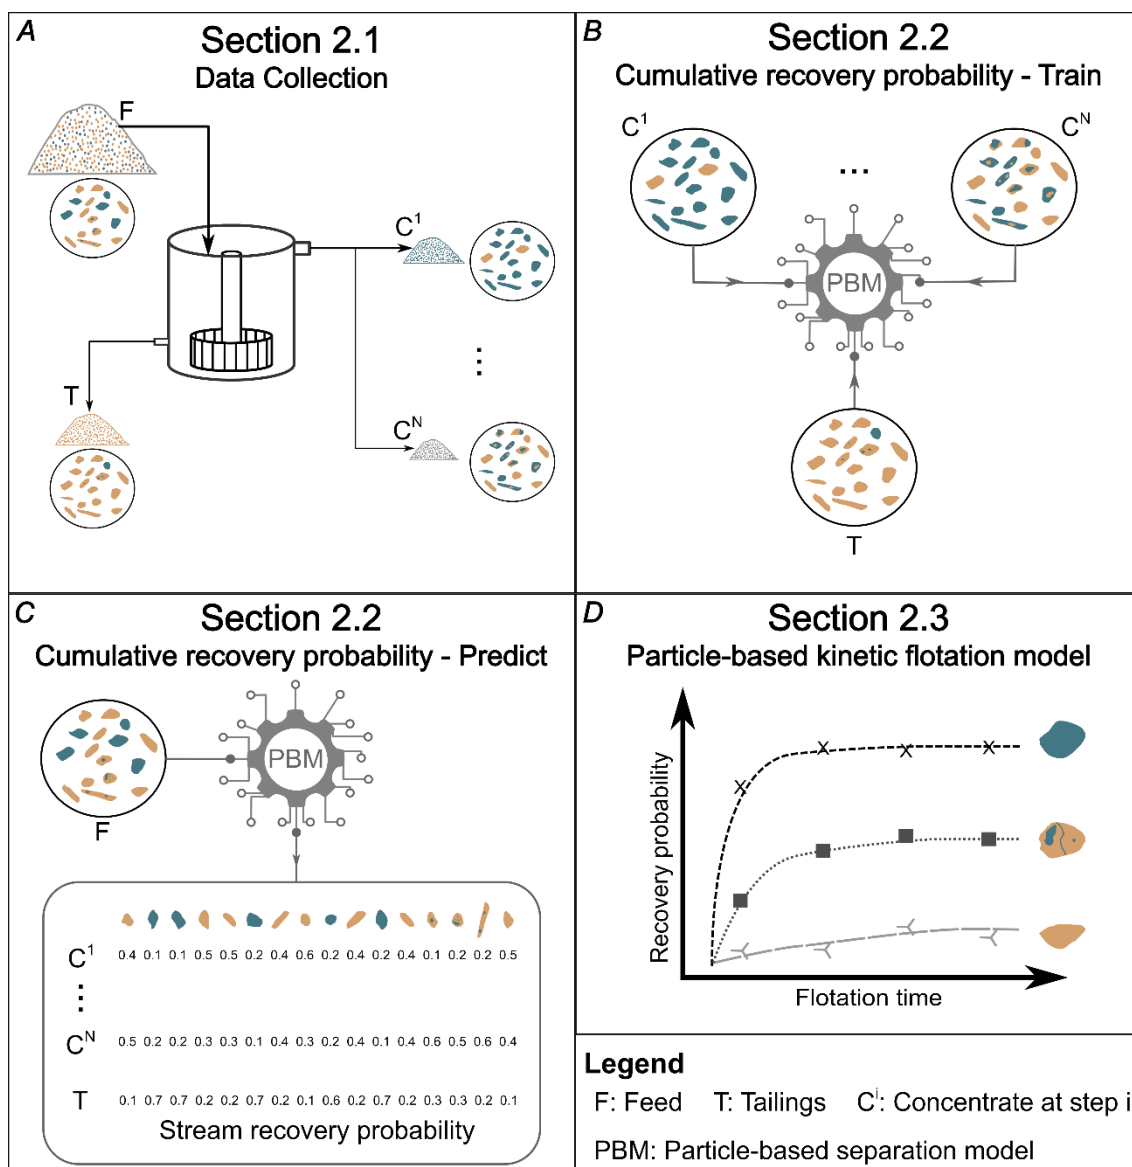 A
Section 2.1
Data Collection
F
C¹
⋮
T
C^N
B
Section 2.2
Cumulative recovery probability - Train
C¹
...
C^N
PBM
T
C
Section 2.2
Cumulative recovery probability - Predict
PBM
F
C¹ 0.4 0.1 0.1 0.5 0.5 0.2 0.4 0.6 0.2 0.4 0.2 0.4 0.1 0.2 0.2 0.5
⋮
C^N 0.5 0.2 0.2 0.3 0.3 0.1 0.4 0.3 0.2 0.4 0.1 0.4 0.6 0.5 0.6 0.4
T 0.1 0.7 0.7 0.2 0.2 0.7 0.2 0.1 0.6 0.2 0.7 0.2 0.3 0.3 0.2 0.1
Stream recovery probability
D
Section 2.3
Particle-based kinetic flotation model
Recovery probability
Flotation time
Legend
F: Feed T: Tailings Cⁱ: Concentrate at step i
PBM: Particle-based separation model